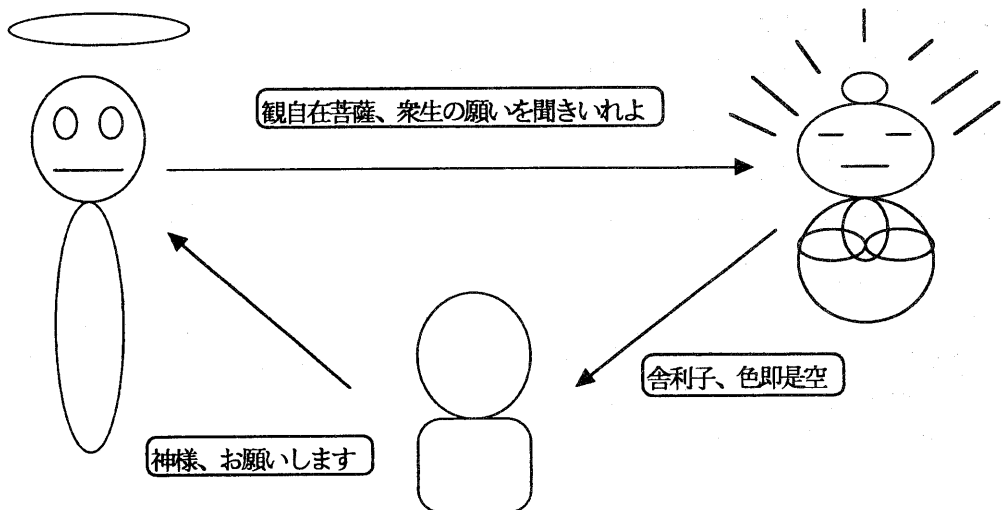 観自在菩薩、衆生の願いを聞きいれよ
舎利子、色即是空
神様、お願いします